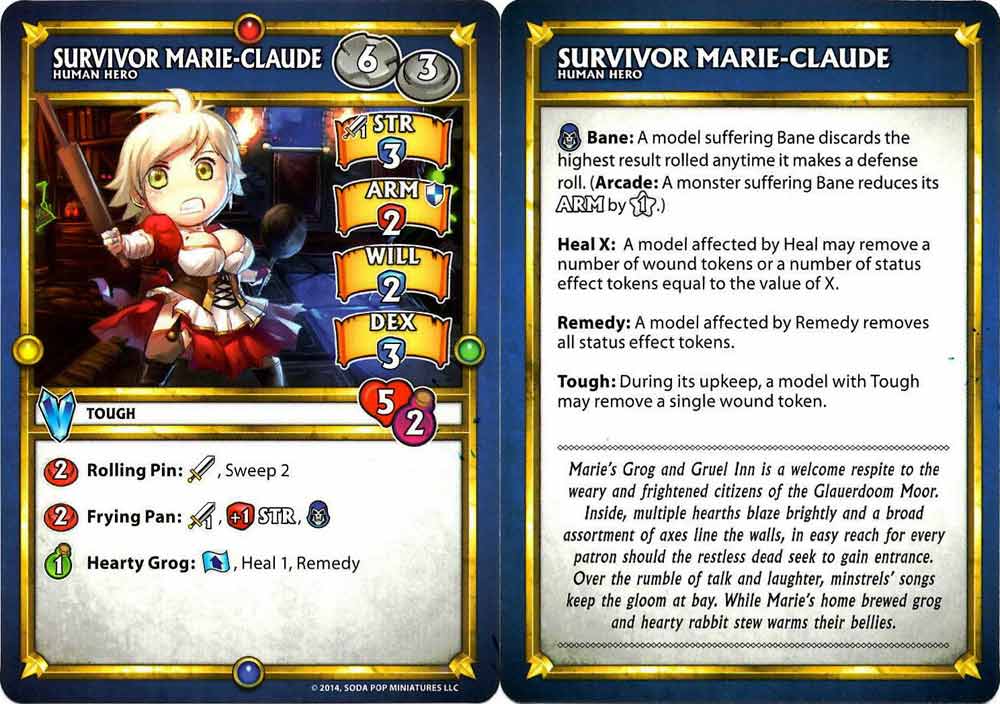 SURVIVOR MARIE-CLAUDE
HUMAN HERO
6
3
STR
3
ARM
2
WILL
2
DEX
3
TOUGH
5
2
2 Rolling Pin: , Sweep 2
2 Frying Pan: 1, +1 STR,
1 Hearty Grog: , Heal 1, Remedy
© 2014, SODA POP MINIATURES LLC
SURVIVOR MARIE-CLAUDE
HUMAN HERO
Bane: A model suffering Bane discards the
highest result rolled anytime it makes a defense
roll. (Arcade: A monster suffering Bane reduces its
ARM by 1.)
Heal X: A model affected by Heal may remove a
number of wound tokens or a number of status
effect tokens equal to the value of X.
Remedy: A model affected by Remedy removes
all status effect tokens.
Tough: During its upkeep, a model with Tough
may remove a single wound token.
Marie's Grog and Gruel Inn is a welcome respite to the
weary and frightened citizens of the Glauerdoom Moor.
Inside, multiple hearths blaze brightly and a broad
assortment of axes line the walls, in easy reach for every
patron should the restless dead seek to gain entrance.
Over the rumble of talk and laughter, minstrels' songs
keep the gloom at bay. While Marie's home brewed grog
and hearty rabbit stew warms their bellies.